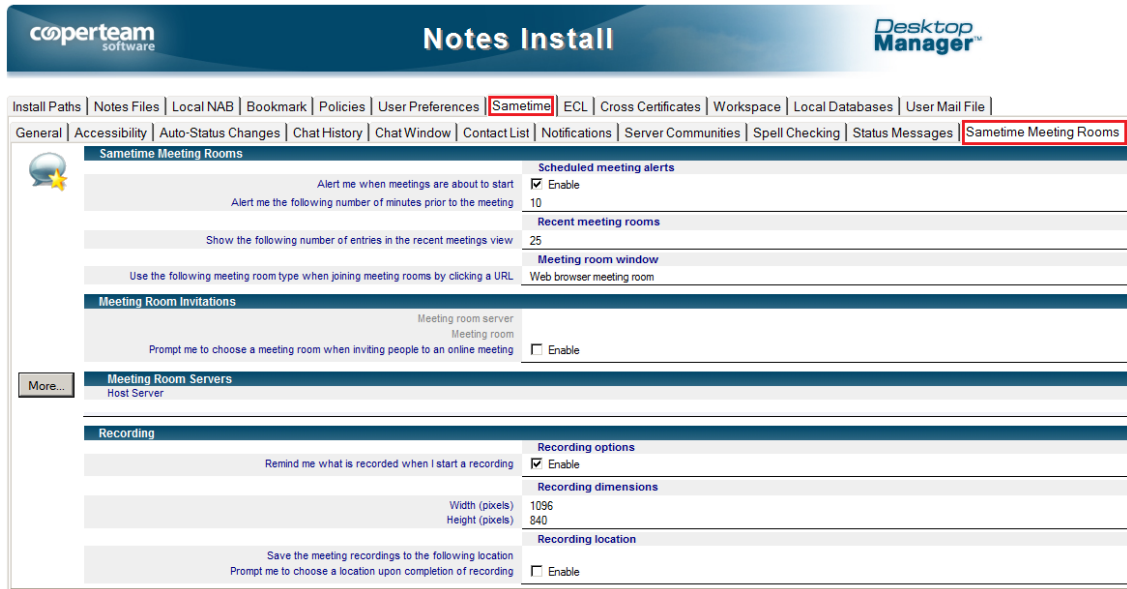 cooperteam
software
Notes Install
Desktop
Manager™
Install Paths | Notes Files | Local NAB | Bookmark | Policies | User Preferences | Sametime | ECL | Cross Certificates | Workspace | Local Databases | User Mail File |
General | Accessibility | Auto-Status Changes | Chat History | Chat Window | Contact List | Notifications | Server Communities | Spell Checking | Status Messages | Sametime Meeting Rooms
Sametime Meeting Rooms
Scheduled meeting alerts
Alert me when meetings are about to start Enable
Alert me the following number of minutes prior to the meeting 10
Recent meeting rooms
Show the following number of entries in the recent meetings view 25
Meeting room window
Use the following meeting room type when joining meeting rooms by clicking a URL Web browser meeting room
Meeting Room Invitations
Meeting room server
Meeting room
Prompt me to choose a meeting room when inviting people to an online meeting Enable
More...
Meeting Room Servers
Host Server
Recording
Recording options
Remind me what is recorded when I start a recording Enable
Recording dimensions
Width (pixels) 1096
Height (pixels) 840
Recording location
Save the meeting recordings to the following location
Prompt me to choose a location upon completion of recording Enable